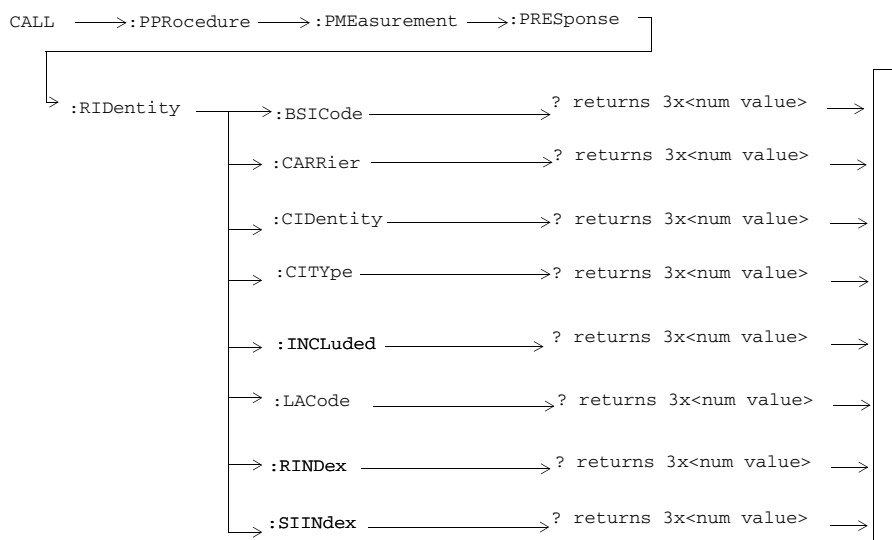 CALL :PPRocedure :PMEasurement :PRESponse
:RIDentity :BSICode ? returns 3x<num value>
:CARRier ? returns 3x<num value>
:CIDentity ? returns 3x<num value>
:CITYpe ? returns 3x<num value>
:INCLuded ? returns 3x<num value>
:LACode ? returns 3x<num value>
:RINDex ? returns 3x<num value>
:SIINdex ? returns 3x<num value>